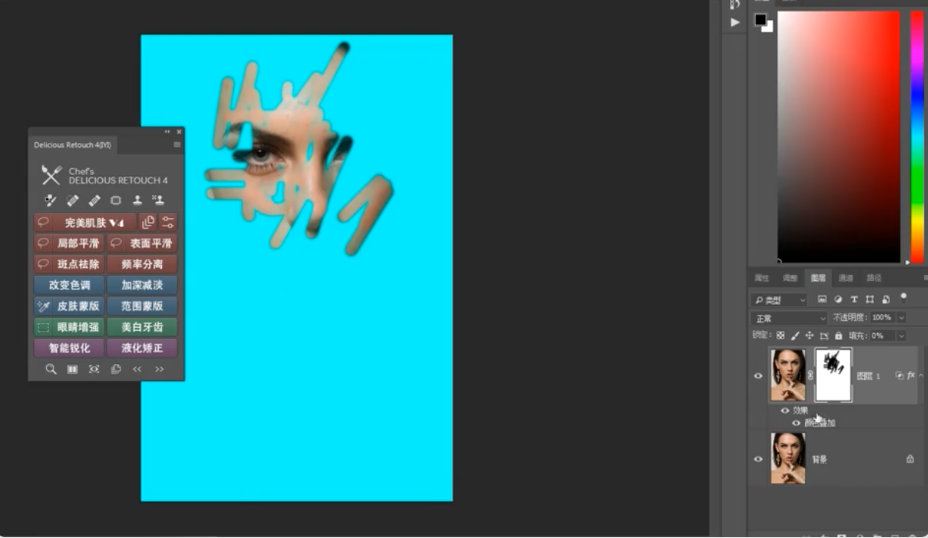 Delicious Retouch 4(JY)
Chef's
DELICIOUS RETOUCH 4
完美肌肤 V4
局部平滑 表面平滑
斑点祛除 频率分离
改变色调 加深减淡
皮肤蒙版 范围蒙版
眼睛增强 美白牙齿
智能锐化 液化矫正
属性 调整 图层 通道 路径
类型
正常 不透明度: 100%
锁定: 填充: 0%
图层 1 fx
效果
颜色叠加
背景